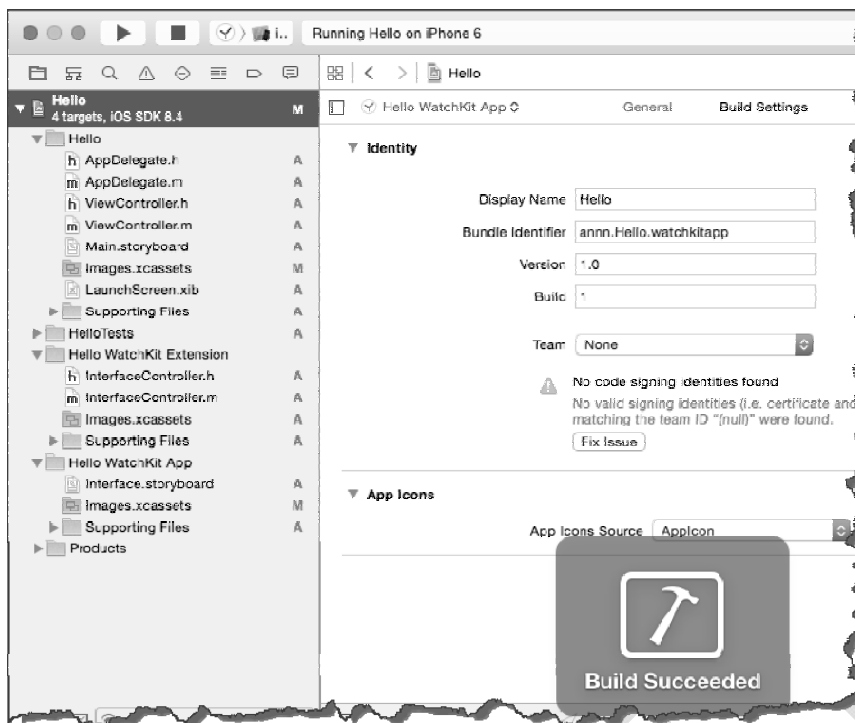 i..
Running Hello on iPhone 6
Hello
Hello
4 targets, iOS SDK 8.4
M
Hello
h AppDelegate.h A
m AppDelegate.m A
h ViewController.h A
m ViewController.m A
Main.storyboard A
Images.xcassets M
LaunchScreen.xib A
Supporting Files A
HelloTests A
Hello WatchKit Extension
h InterfaceController.h A
m InterfaceController.m A
Images.xcassets A
Supporting Files A
Hello WatchKit App
Interface.storyboard A
Images.xcassets M
Supporting Files A
Products
Hello WatchKit App
General
Build Settings
Identity
Display Name Hello
Bundle Identifier annn.Hello.watchkitapp
Version 1.0
Build 1
Team None
No code signing identities found
No valid signing identities (i.e. certificate and
matching the team ID "(null)" were found.
Fix Issue
App Icons
App Icons Source AppIcon
Build Succeeded